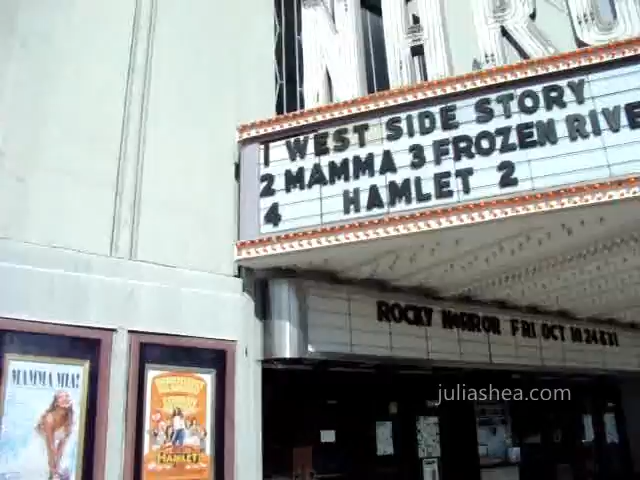 1 WEST SIDE STORY
2 MAMMA 3 FROZEN RIVE
4 HAMLET 2
ROCKY HORROR FRI OCT
juliashea.com
MAMMA MIA!
HAMLET